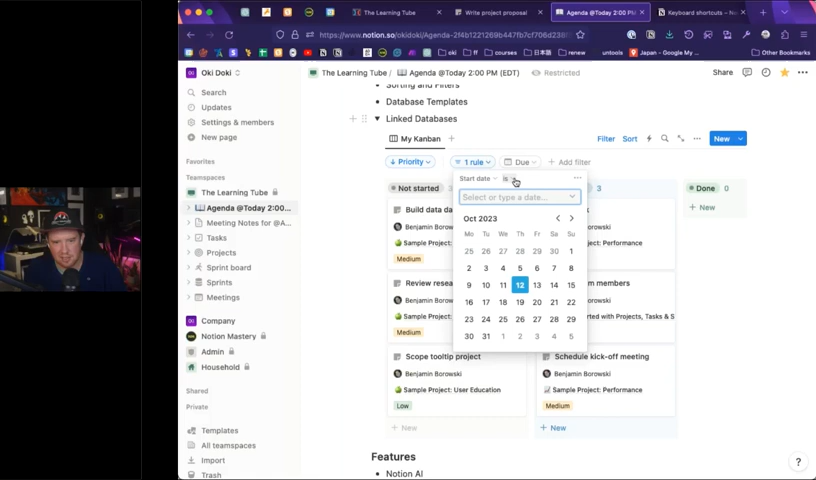 The Learning Tube
Write project proposal
Agenda @Today 2:00 PM
Keyboard shortcuts
https://www.notion.so/okidoki/Agenda-2f4b1221269b447fb7cf706d2387
oki
ff
courses
日本語
renew
untools
Japan - Google My ...
Other Bookmarks
Oki Doki
The Learning Tube / Agenda @Today 2:00 PM (EDT)
Restricted
Share
Search
Updates
Settings & members
New page
Favorites
Teamspaces
The Learning Tube
Agenda @Today 2:00...
Meeting Notes for @A...
Tasks
Projects
Sprint board
Sprints
Meetings
Company
Notion Mastery
Admin
Household
Shared
Private
Templates
All teamspaces
Import
Trash
Sorting and Filters
Database Templates
Linked Databases
My Kanban
Filter
Sort
New
Priority
1 rule
Due
Add filter
Start date
is
Select or type a date...
Oct 2023
Mo Tu We Th Fr Sa Su
25 26 27 28 29 30 1
2 3 4 5 6 7 8
9 10 11 12 13 14 15
16 17 18 19 20 21 22
23 24 25 26 27 28 29
30 31 1 2 3 4 5
Not started
3
Done 0
New
Build data da
Benjamin Borows
Sample Project:
Medium
Review resea
Benjamin Borows
Sample Project:
Medium
Scope tooltip project
Benjamin Borowski
Sample Project: User Education
Low
New
Project: Performance
m members
Schedule kick-off meeting
Benjamin Borowski
Sample Project: Performance
Medium
New
Features
Notion AI
?